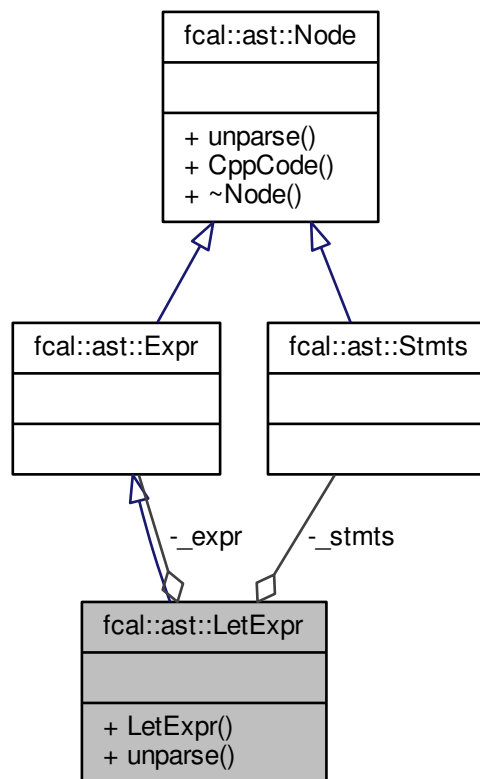 fcal::ast::Node
+ unparse()
+ CppCode()
+ ~Node()
fcal::ast::Expr
fcal::ast::Stmts
-_expr
-_stmts
fcal::ast::LetExpr
+ LetExpr()
+ unparse()